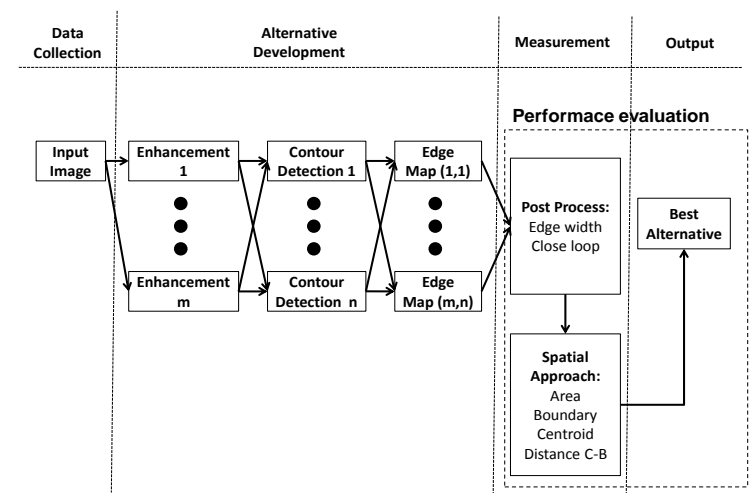 Data
Collection
Alternative
Development
Measurement
Output
Performace evaluation
Input
Image
Enhancement
1
Contour
Detection 1
Edge
Map (1,1)
Enhancement
m
Contour
Detection n
Edge
Map (m,n)
Post Process:
Edge width
Close loop
Best
Alternative
Spatial
Approach:
Area
Boundary
Centroid
Distance C-B